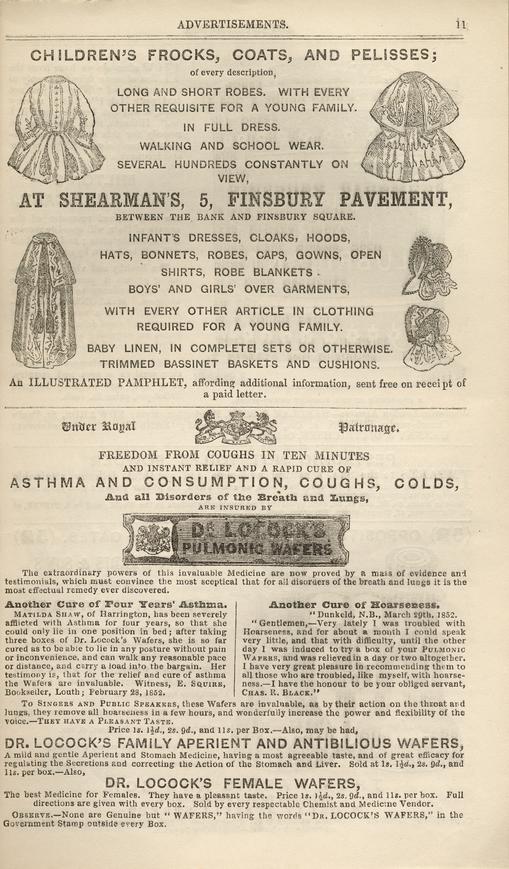 ADVERTISEMENTS. 11
CHILDREN'S FROCKS, COATS, AND PELISSES;
of every description,
LONG AND SHORT ROBES. WITH EVERY
OTHER REQUISITE FOR A YOUNG FAMILY.
IN FULL DRESS.
WALKING AND SCHOOL WEAR.
SEVERAL HUNDREDS CONSTANTLY ON
VIEW,
AT SHEARMAN'S, 5, FINSBURY PAVEMENT,
BETWEEN THE BANK AND FINSBURY SQUARE.
INFANT'S DRESSES, CLOAKS, HOODS,
HATS, BONNETS, ROBES, CAPS, GOWNS, OPEN
SHIRTS, ROBE BLANKETS
BOYS' AND GIRLS' OVER GARMENTS,
WITH EVERY OTHER ARTICLE IN CLOTHING
REQUIRED FOR A YOUNG FAMILY.
BABY LINEN, IN COMPLETE SETS OR OTHERWISE.
TRIMMED BASSINET BASKETS AND CUSHIONS.
An ILLUSTRATED PAMPHLET, affording additional information, sent free on receipt of
a paid letter.
Under Royal Patronage.
FREEDOM FROM COUGHS IN TEN MINUTES
AND INSTANT RELIEF AND A RAPID CURE OF
ASTHMA AND CONSUMPTION, COUGHS, COLDS,
And all Disorders of the Breath and Lungs,
ARE INSURED BY
DR LOCOCK'S
PULMONIC WAFERS
The extraordinary powers of this invaluable Medicine are now proved by a mass of evidence and
testimonials, which must convince the most sceptical that for all disorders of the breath and lungs it is the
most effectual remedy ever discovered.
Another Cure of Four Years' Asthma.
MATILDA SHAW, of Harrington, has been severely
afflicted with Asthma for four years, so that she
could only lie in one position in bed; after taking
three boxes of Dr. Locock's Wafers, she is so far
cured as to be able to lie in any posture without pain
or inconvenience, and can walk any reasonable pace
or distance, and carry a load into the bargain. Her
testimony is, that for the relief and cure of asthma
the Wafers are invaluable. Witness, E. SQUIRE,
Bookseiler, Louth; February 28, 1852.
Another Cure of Hoarseness.
"Dunkeld, N.B., March 29th, 1852.
"Gentlemen,—Very lately I was troubled with
Hoarseness, and for about a month I could speak
very little, and that with difficulty, until the other
day I was induced to try a box of your PULMONIC
WAFERS, and was relieved in a day or two altogether.
I have very great pleasure in recommending them to
all those who are troubled, like myself, with hoarse-
ness.—I have the honour to be your obliged servant,
CHAS. R. BLACK."
To SINGERS AND PUBLIC SPEAKERS, these Wafers are invaluable, as by their action on the throat and
lungs, they remove all hoarseness in a few hours, and wonderfully increase the power and flexibility of the
voice.—THEY HAVE A PLEASANT TASTE.
Price 1s. 1½d., 2s. 9d., and 11s. per Box.—Also, may be had,
DR. LOCOCK'S FAMILY APERIENT AND ANTIBILIOUS WAFERS,
A mild and gentle Aperient and Stomach Medicine, having a most agreeable taste, and of great efficacy for
regulating the Secretions and correcting the Action of the Stomach and Liver. Sold at 1s. 1½d., 2s. 9d., and
11s. per box.—Also,
DR. LOCOCK'S FEMALE WAFERS,
The best Medicine for Females. They have a pleasant taste. Price 1s. 1½d., 2s. 9d., and 11s. per box. Full
directions are given with every box. Sold by every respectable Chemist and Medicine Vendor.
OBSERVE.—None are Genuine but "WAFERS," having the words "DR. LOCOCK'S WAFERS," in the
Government Stamp outside every Box.